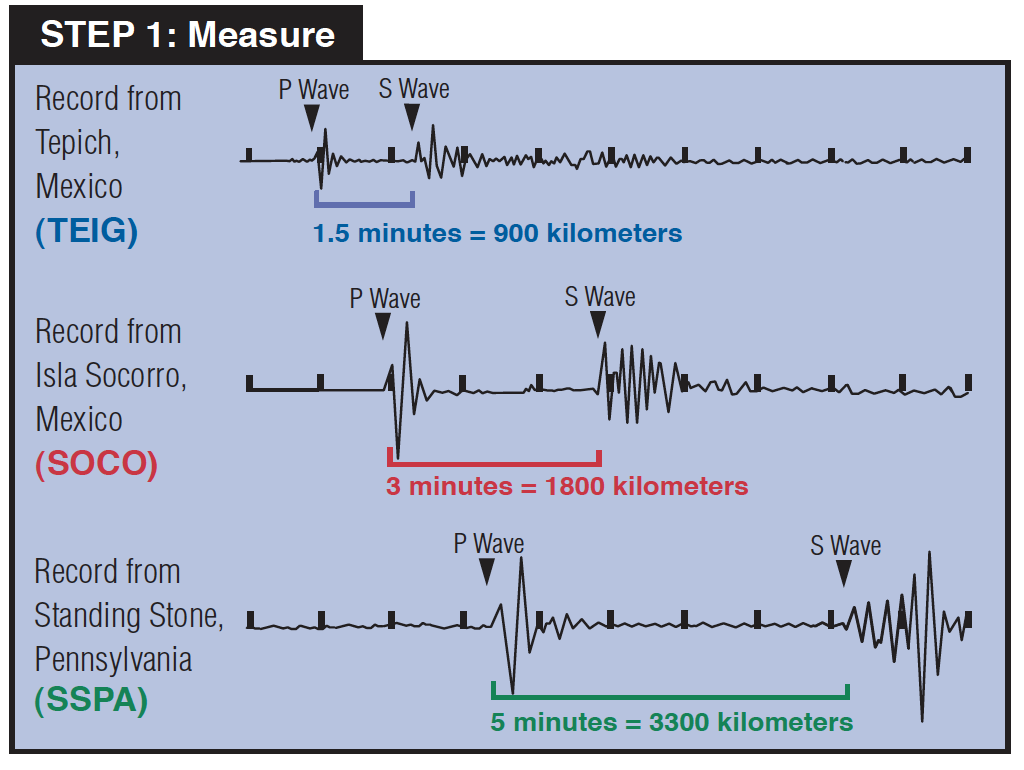 STEP 1: Measure
P Wave
S Wave
Record from
Tepich,
Mexico
(TEIG)
1.5 minutes = 900 kilometers
P Wave
S Wave
Record from
Isla Socorro,
Mexico
(SOCO)
3 minutes = 1800 kilometers
P Wave
S Wave
Record from
Standing Stone,
Pennsylvania
(SSPA)
5 minutes = 3300 kilometers